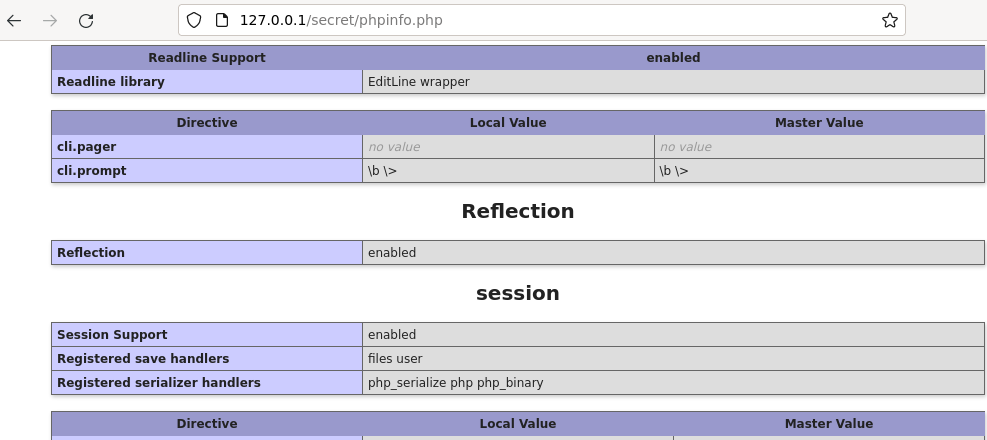 127.0.0.1/secret/phpinfo.php
Readline Support enabled
Readline library EditLine wrapper
Directive Local Value Master Value
cli.pager no value no value
cli.prompt \b \> \b \>
Reflection
Reflection enabled
session
Session Support enabled
Registered save handlers files user
Registered serializer handlers php_serialize php php_binary
Directive Local Value Master Value